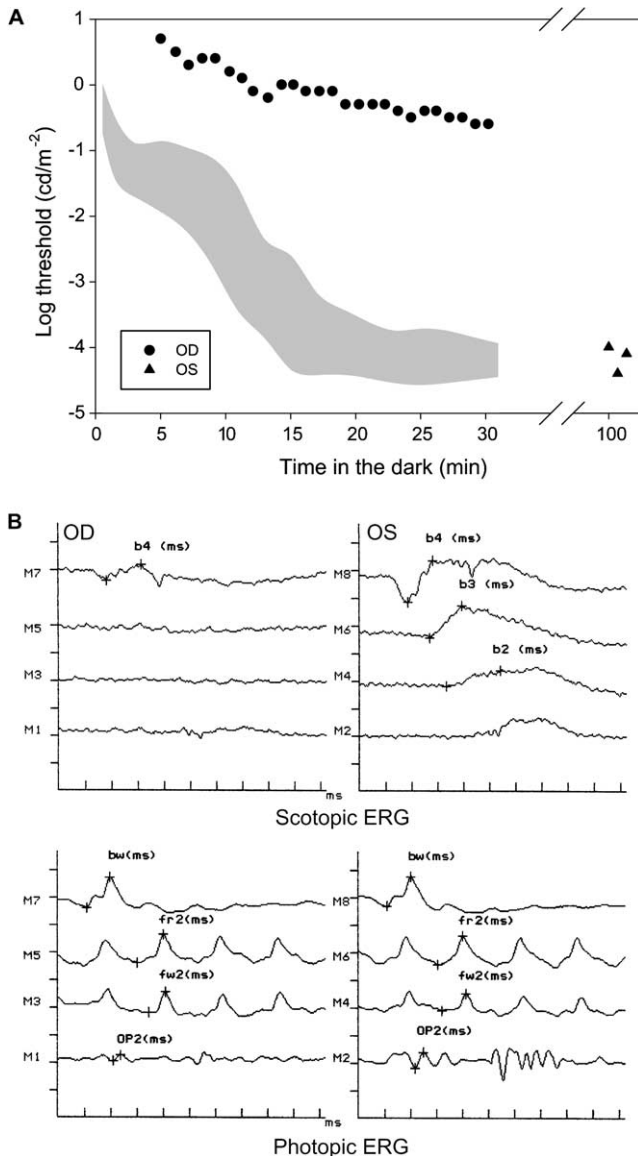 A
Log threshold (cd/m⁻²)
1
0
-1
-2
-3
-4
-5
OD
OS
0 5 10 15 20 25 30 100
Time in the dark (min)
B
OD
b4 (ms)
M7
M5
M3
M1
ms
OS
b4 (ms)
M8
b3 (ms)
M6
b2 (ms)
M4
M2
Scotopic ERG
bw(ms)
M7
fr2(ms)
M5
fw2(ms)
M3
OP2(ms)
M1
ms
bw(ms)
M8
fr2(ms)
M6
fw2(ms)
M4
OP2(ms)
M2
Photopic ERG